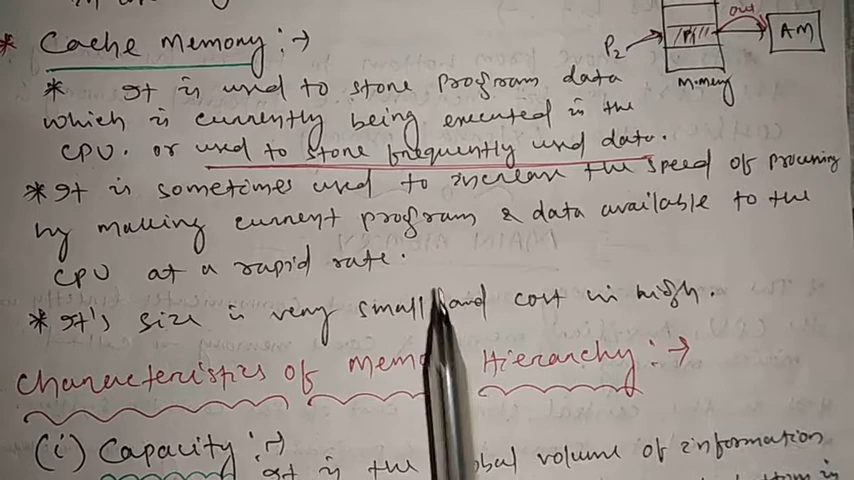 out
AM
P2
M.memory
* Cache Memory :→
* It is used to store program data
which is currently being executed in the
CPU. or used to store frequently used data.
* It is sometimes used to increase the speed of processing
by making current program & data available to the
CPU at a rapid rate.
* It's size is very small and cost is high.
Characteristics of Memo Hierarchy :→
(i) Capacity :→
It is the bal volume of information